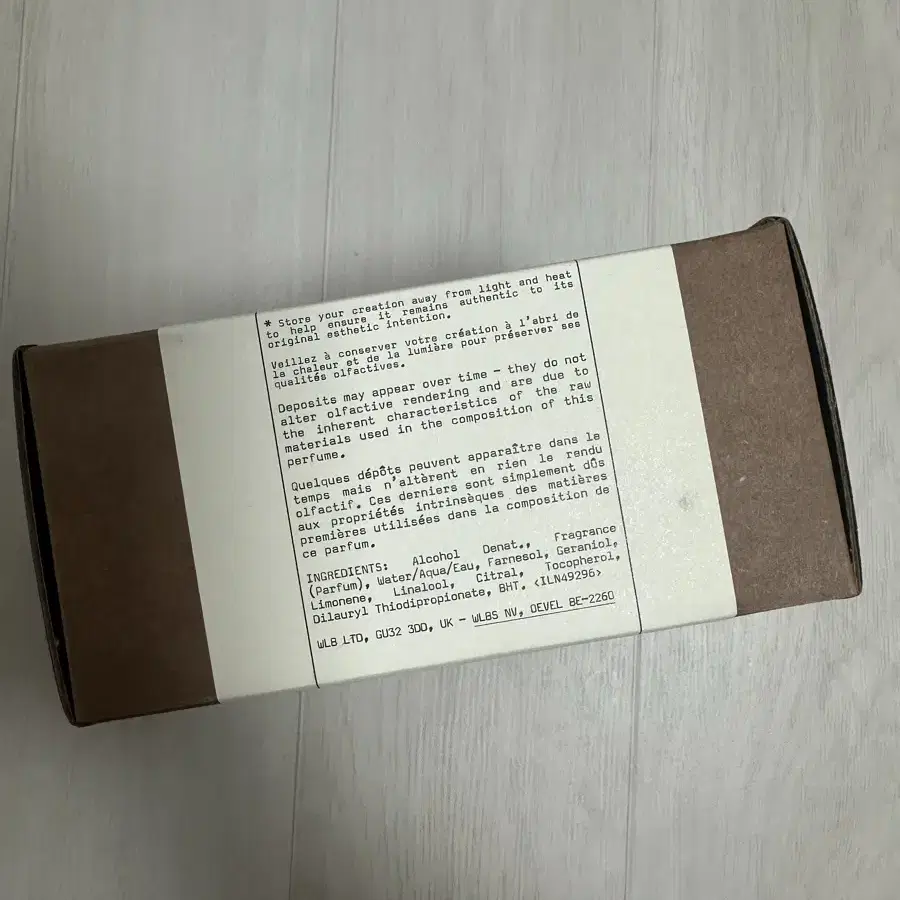 * Store your creation away from light and heat
to help ensure it remains authentic to its
original esthetic intention.
Veillez à conserver votre création à l'abri de
la chaleur et de la lumière pour préserver ses
qualités olfactives.
Deposits may appear over time – they do not
alter olfactive rendering and are due to
the inherent characteristics of the raw
materials used in the composition of this
perfume.
Quelques dépôts peuvent apparaître dans le
temps mais n'altèrent en rien le rendu
olfactif. Ces derniers sont simplement dûs
aux propriétés intrinsèques des matières
premières utilisées dans la composition de
ce parfum.
INGREDIENTS: Alcohol Denat., Fragrance
(Parfum), Water/Aqua/Eau, Farnesol, Geraniol,
Limonene, Linalool, Citral, Tocopherol,
Dilauryl Thiodipropionate, BHT. <ILN49296>
WLB LTD, GU32 3DD, UK – WLBS NV, OEVEL BE-2260